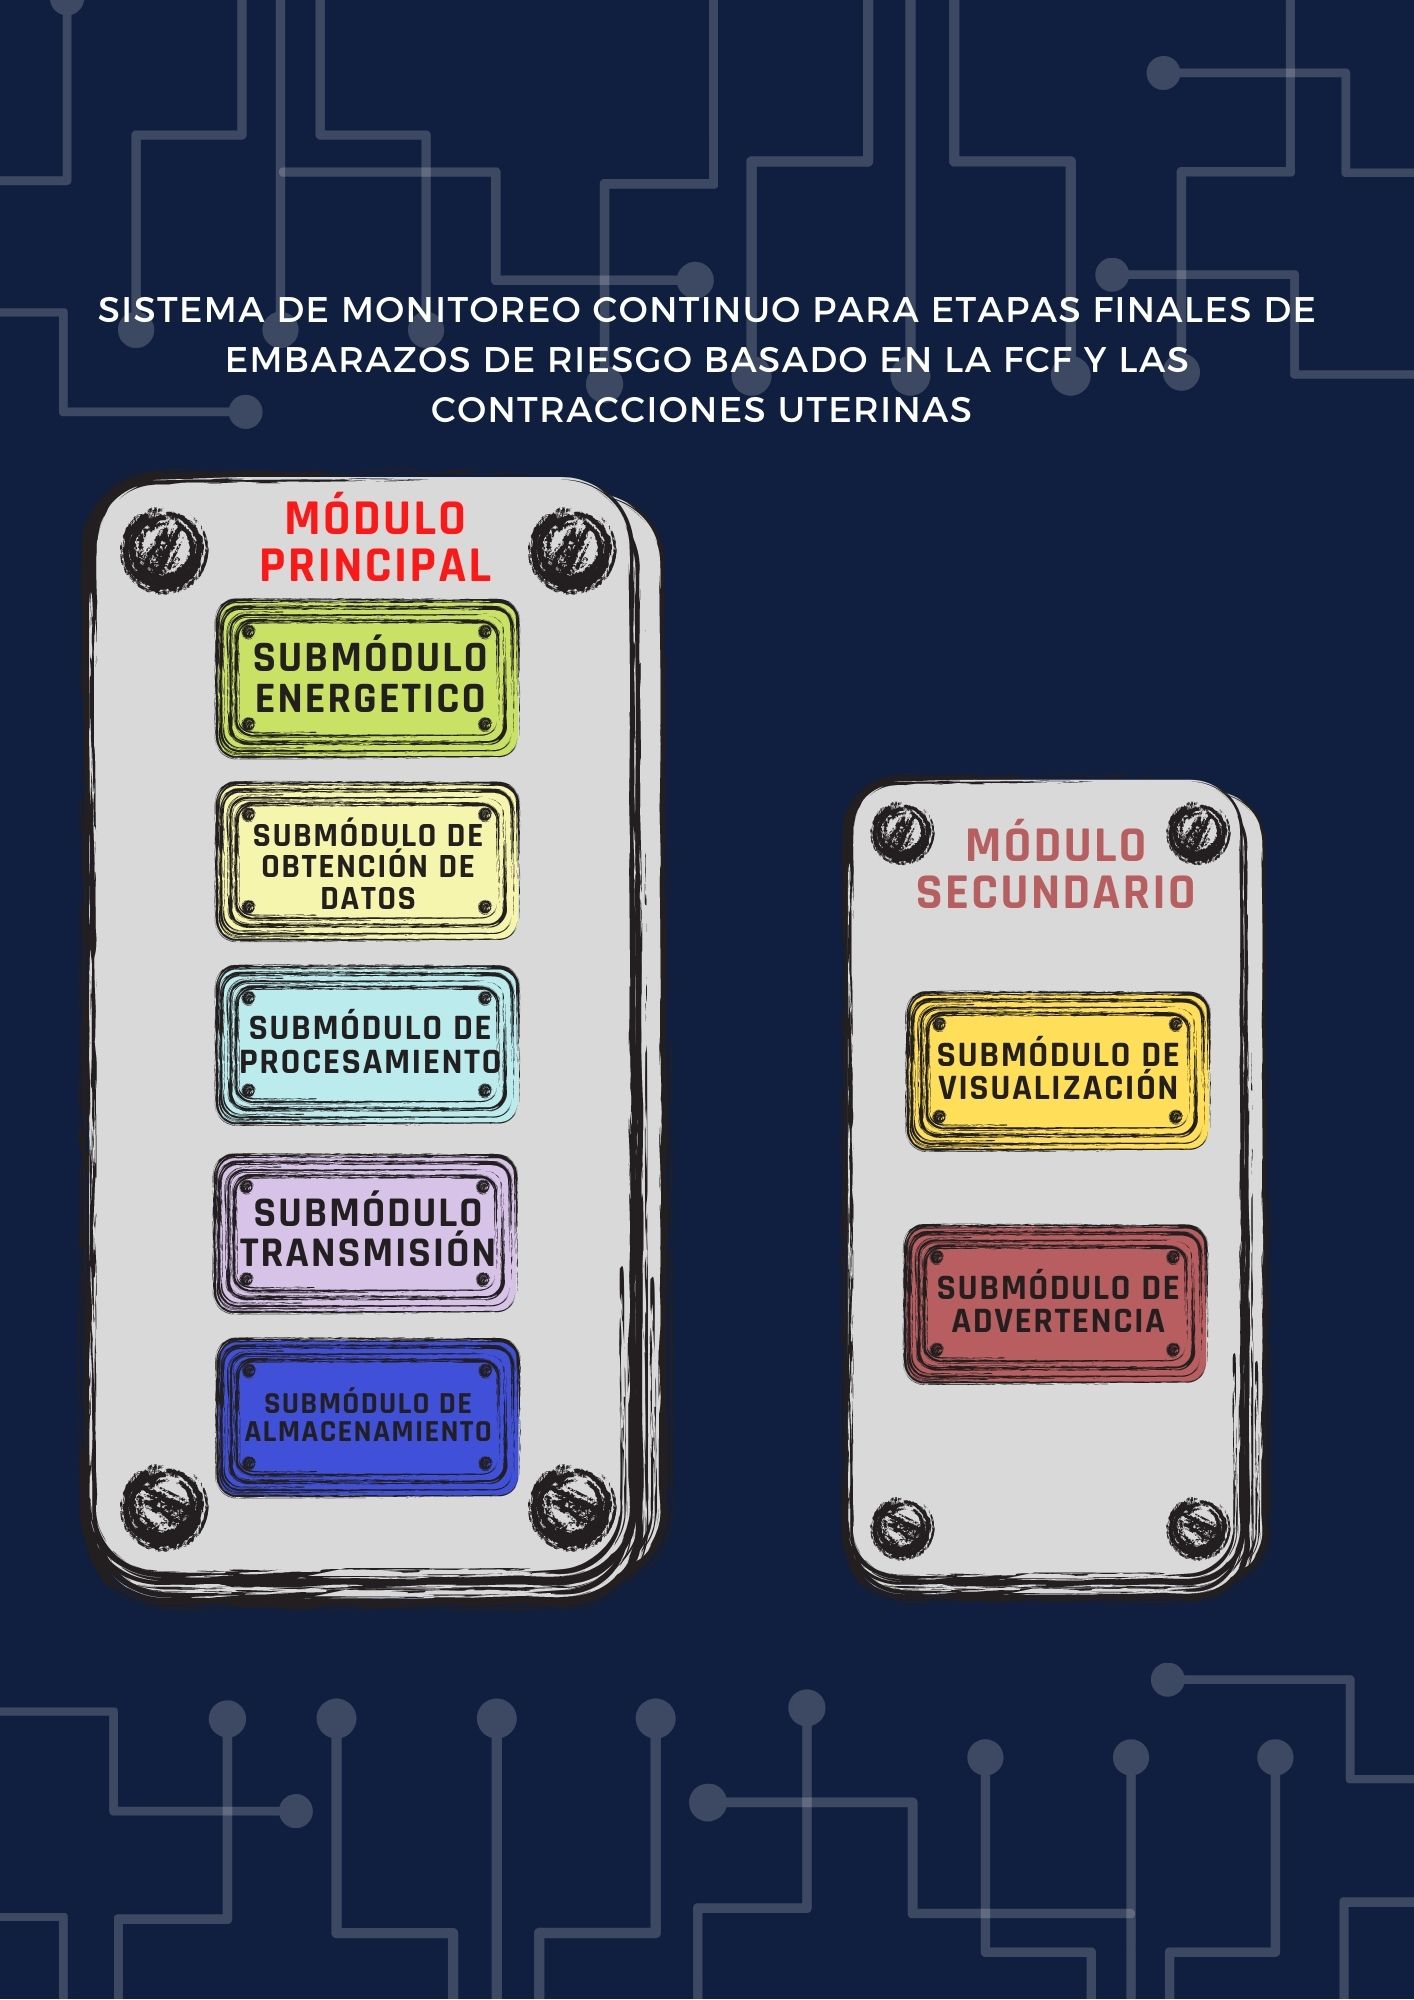 SISTEMA DE MONITOREO CONTINUO PARA ETAPAS FINALES DE
EMBARAZOS DE RIESGO BASADO EN LA FCF Y LAS
CONTRACCIONES UTERINAS
MÓDULO
PRINCIPAL
SUBMÓDULO
ENERGETICO
SUBMÓDULO DE
OBTENCIÓN DE
DATOS
SUBMÓDULO DE
PROCESAMIENTO
SUBMÓDULO
TRANSMISIÓN
SUBMÓDULO DE
ALMACENAMIENTO
MÓDULO
SECUNDARIO
SUBMÓDULO DE
VISUALIZACIÓN
SUBMÓDULO DE
ADVERTENCIA